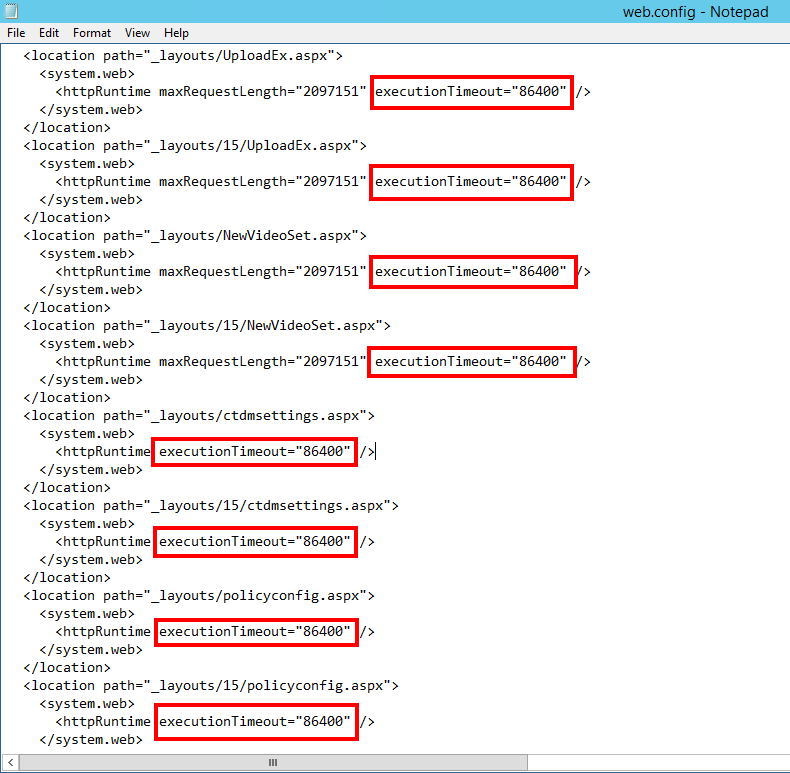 web.config - Notepad
File Edit Format View Help
<location path="_layouts/UploadEx.aspx">
<system.web>
<httpRuntime maxRequestLength="2097151" executionTimeout="86400" />
</system.web>
</location>
<location path="_layouts/15/UploadEx.aspx">
<system.web>
<httpRuntime maxRequestLength="2097151" executionTimeout="86400" />
</system.web>
</location>
<location path="_layouts/NewVideoSet.aspx">
<system.web>
<httpRuntime maxRequestLength="2097151" executionTimeout="86400" />
</system.web>
</location>
<location path="_layouts/15/NewVideoSet.aspx">
<system.web>
<httpRuntime maxRequestLength="2097151" executionTimeout="86400" />
</system.web>
</location>
<location path="_layouts/ctdmsettings.aspx">
<system.web>
<httpRuntime executionTimeout="86400" />
</system.web>
</location>
<location path="_layouts/15/ctdmsettings.aspx">
<system.web>
<httpRuntime executionTimeout="86400" />
</system.web>
</location>
<location path="_layouts/policyconfig.aspx">
<system.web>
<httpRuntime executionTimeout="86400" />
</system.web>
</location>
<location path="_layouts/15/policyconfig.aspx">
<system.web>
<httpRuntime executionTimeout="86400" />
</system.web>